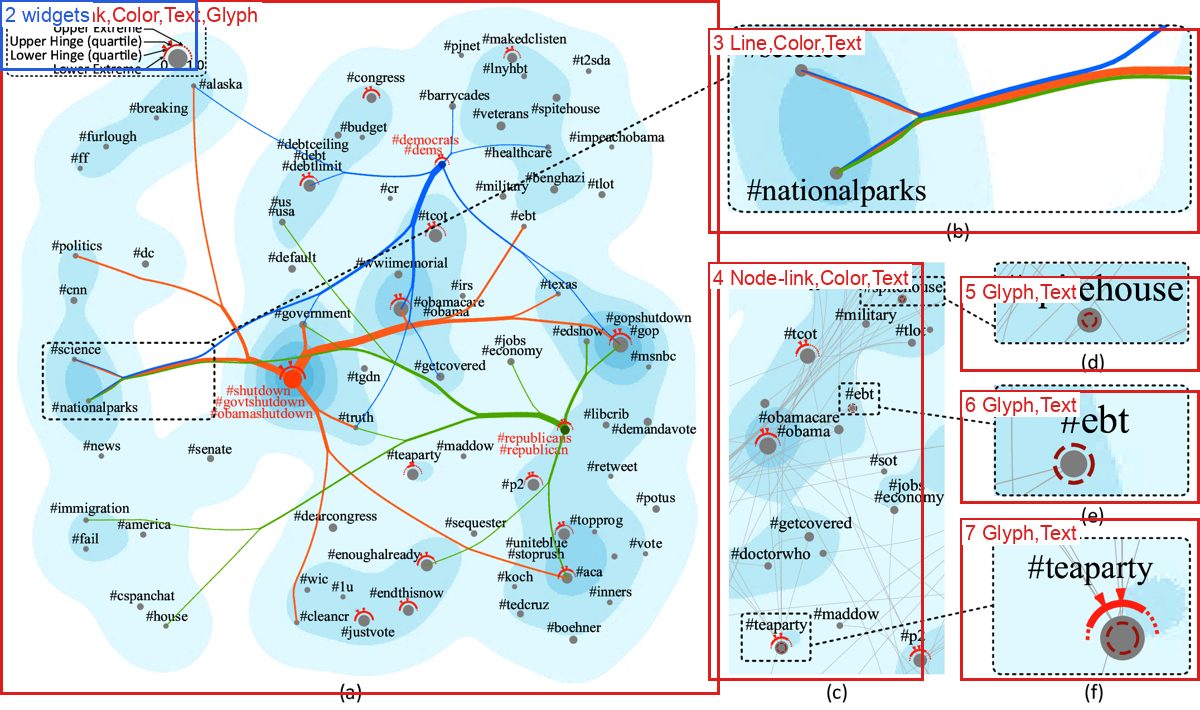 2 widgets
k,Color,Text,Glyph
Upper Extreme
Upper Hinge (quartile)
Lower Hinge (quartile)
Lower Extreme
0
1.0
#alaska
#breaking
#furlough
#ff
#congress
#pjnet
#makedclisten
#lnyhbt
#t2sda
#barrycades
#spitehouse
#veterans
#budget
#impeachobama
#debtceiling
#debt
#debtlimit
#democrats
#dems
#healthcare
#cr
#military
#benghazi
#tlot
#us
#usa
#tcot
#ebt
#politics
#dc
#default
#wwiimemorial
#cnn
#irs
#texas
#obamacare
#obama
#government
#gopshutdown
#gop
#edshow
#science
#jobs
#economy
#msnbc
#tgdn
#getcovered
#nationalparks
#shutdown
#govtshutdown
#obamashutdown
#truth
#libcrib
#demandavote
#republicans
#republican
#news
#senate
#maddow
#teaparty
#retweet
#p2
#potus
#immigration
#america
#dearcongress
#sequester
#topprog
#fail
#uniteblue
#stoprush
#vote
#enoughalready
#wic
#1u
#endthisnow
#koch
#aca
#inners
#cspanchat
#house
#cleancr
#justvote
#tedcruz
#boehner
(a)
3 Line,Color,Text
#science
#nationalparks
(b)
4 Node-link,Color,Text
#spitehouse
#military
#tcot
#tlo
#ebt
#obamacare
#obama
#sot
#jobs
#economy
#getcovered
#doctorwho
#maddow
#teaparty
#p2
(c)
5 Glyph,Text
ehouse
(d)
6 Glyph,Text
#ebt
(e)
7 Glyph,Text
#teaparty
(f)